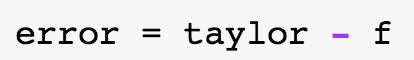 error = taylor - f